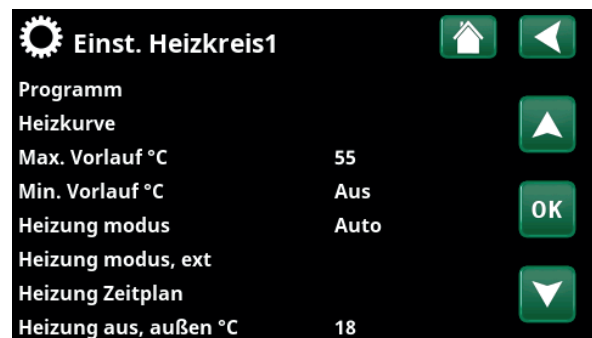 Einst. Heizkreis1
Programm
Heizkurve
Max. Vorlauf °C 55
Min. Vorlauf °C Aus
Heizung modus Auto
OK
Heizung modus, ext
Heizung Zeitplan
Heizung aus, außen °C 18